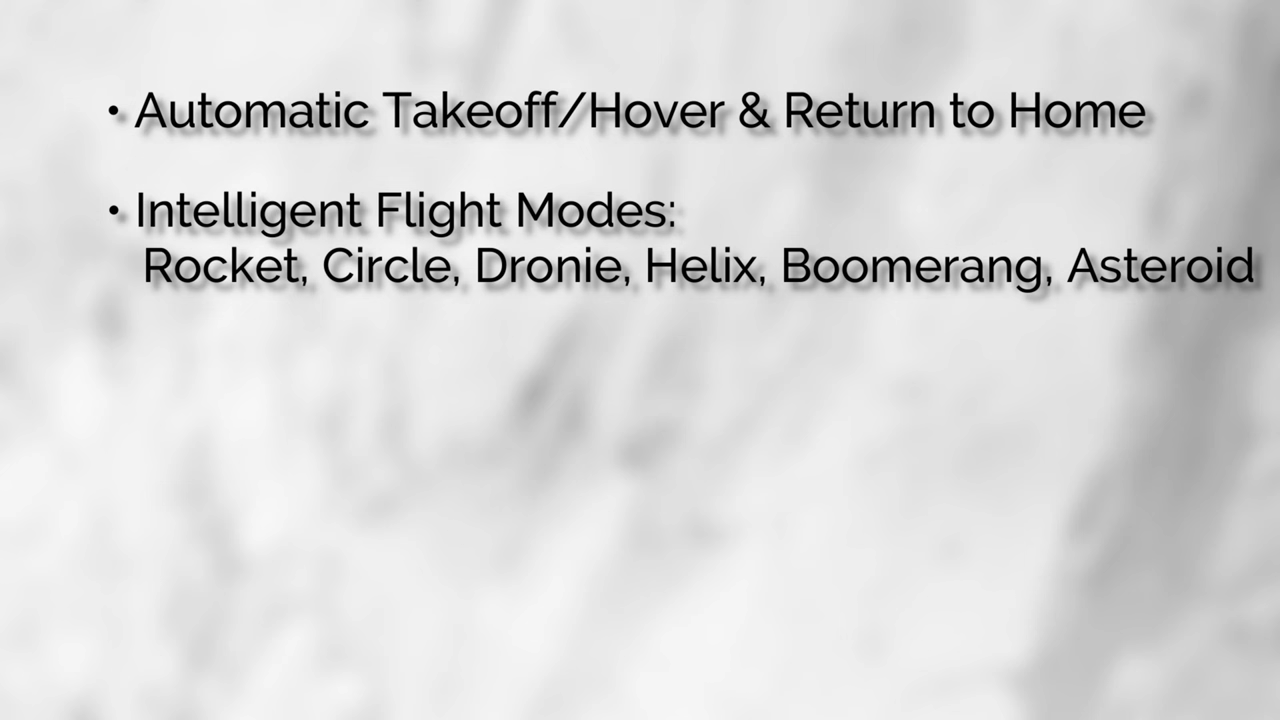 • Automatic Takeoff/Hover & Return to Home
• Intelligent Flight Modes:
Rocket, Circle, Dronie, Helix, Boomerang, Asteroid